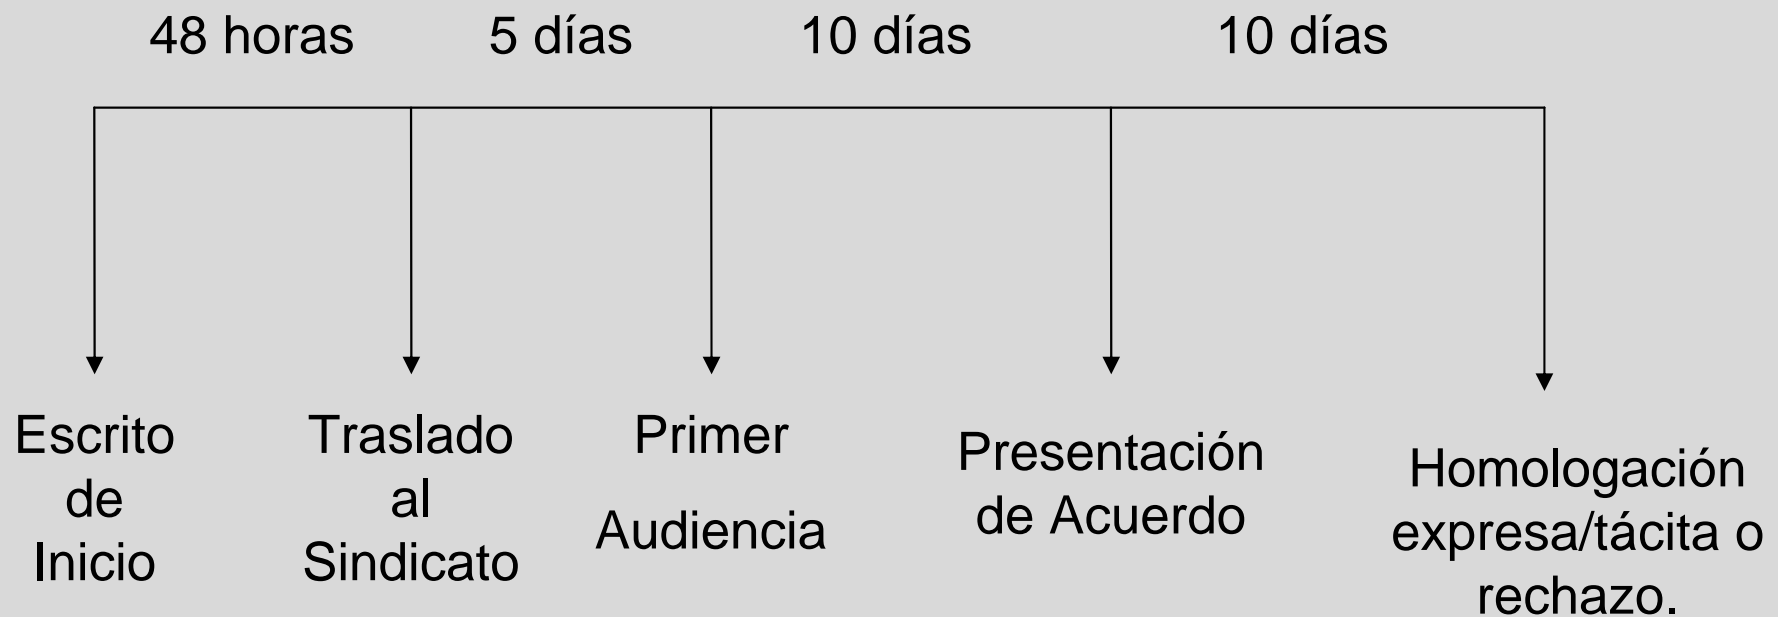 48 horas
5 días
10 días
10 días
Escrito
de
Inicio
Traslado
al
Sindicato
Primer
Audiencia
Presentación
de Acuerdo
Homologación
expresa/tácita o
rechazo.